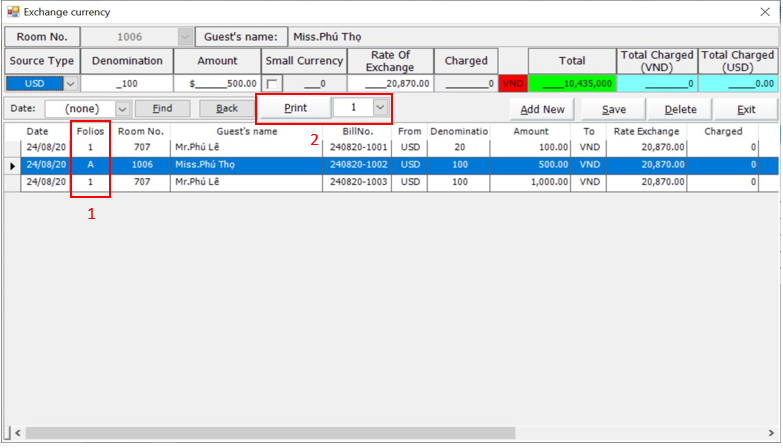 Exchange currency
Room No. 1006 Guest's name: Miss.Phú Thọ
Source Type Denomination Amount Small Currency Rate Of Exchange Charged Total Total Charged (VND) Total Charged (USD)
USD _100 $______500.00 ___0 ____20,870.00 _______0 VND ____10,435,000 _______0 ______0.00
Date: (none) Find Back Print 1 Add New Save Delete Exit
2
Date Folios Room No. Guest's name BillNo. From Denominatio Amount To Rate Exchange Charged
24/08/20 1 707 Mr.Phú Lê 240820-1001 USD 20 100.00 VND 20,870.00 0
24/08/20 A 1006 Miss.Phú Thọ 240820-1002 USD 100 500.00 VND 20,870.00 0
24/08/20 1 707 Mr.Phú Lê 240820-1003 USD 100 1,000.00 VND 20,870.00 0
1